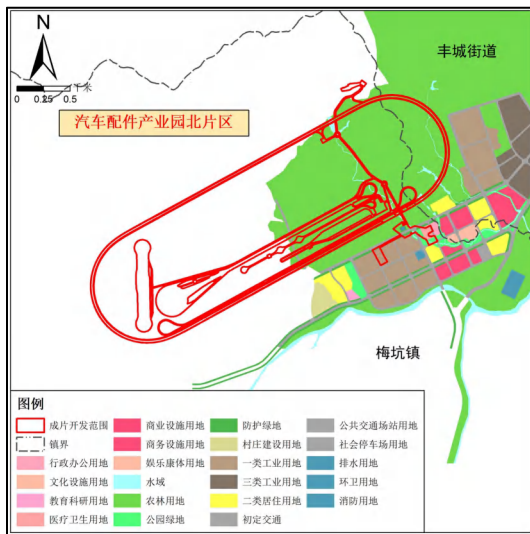 N
丰城街道
0 0.25 0.5
千米
汽车配件产业园北片区
梅坑镇
图例
成片开发范围
商业设施用地
防护绿地
公共交通场站用地
镇界
商务设施用地
村庄建设用地
社会停车场用地
行政办公用地
娱乐康体用地
一类工业用地
排水用地
文化设施用地
水域
三类工业用地
环卫用地
教育科研用地
农林用地
二类居住用地
消防用地
医疗卫生用地
公园绿地
初定交通